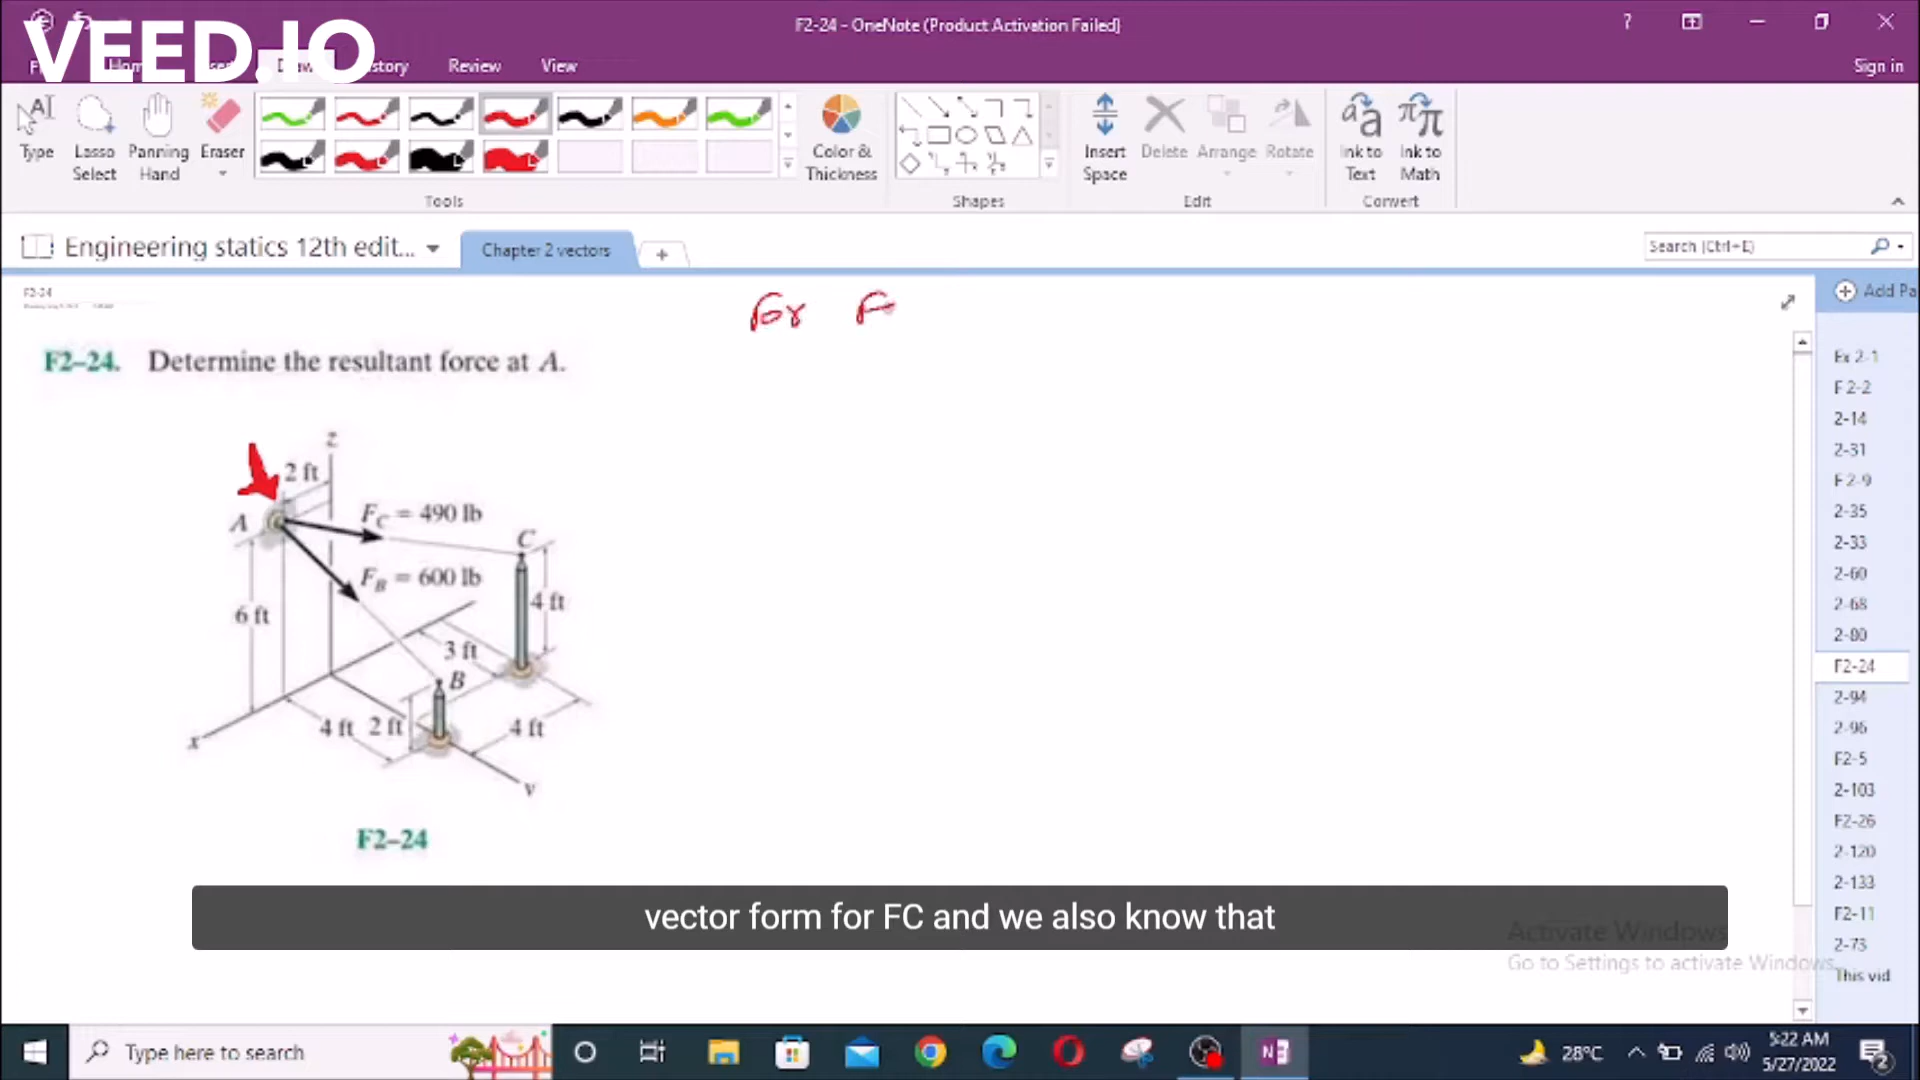 F2-24 - OneNote (Product Activation Failed)
VEED.IO
Review
View
Sign in
Type
Lasso Select
Panning Hand
Eraser
Color & Thickness
Insert Space
Delete
Arrange
Rotate
Ink to Text
Ink to Math
Tools
Shapes
Edit
Convert
Engineering statics 12th edit...
Chapter 2 vectors
Search (Ctrl+E)
F2-24
Add Pa
For F
F2–24. Determine the resultant force at A.
z
2 ft
A
F_C = 490 lb
C
F_B = 600 lb
4 ft
6 ft
3 ft
B
4 ft
2 ft
4 ft
x
y
F2–24
Ex 2-1
F 2-2
2-14
2-31
F 2-9
2-35
2-33
2-60
2-68
2-80
F2-24
2-94
2-96
F2-5
2-103
F2-26
2-120
2-133
F2-11
2-73
This vid
vector form for FC and we also know that
Activate Windows
Go to Settings to activate Windows.
Type here to search
28°C
5:22 AM
5/27/2022
2